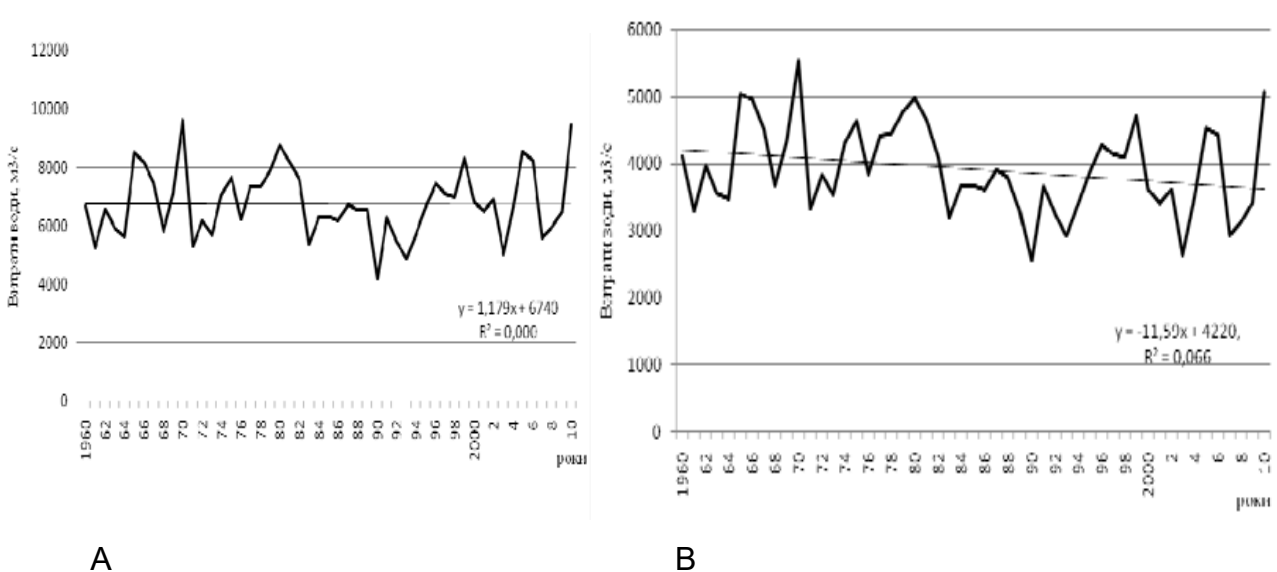 12000
10000
8000
6000
4000
2000
0
Витрати води, м3/с
y = 1,179x + 6740
R² = 0,000
1960 62 64 66 68 70 72 74 76 78 80 82 84 86 88 90 92 94 96 98 2000 2 4 6 8 10
роки
A
6000
5000
4000
3000
2000
1000
0
Витрати води, м3/с
y = -11,59x + 4220,
R² = 0,066
1960 62 64 66 68 70 72 74 76 78 80 82 84 86 88 90 92 94 96 98 2000 2 4 6 8 10
роки
B